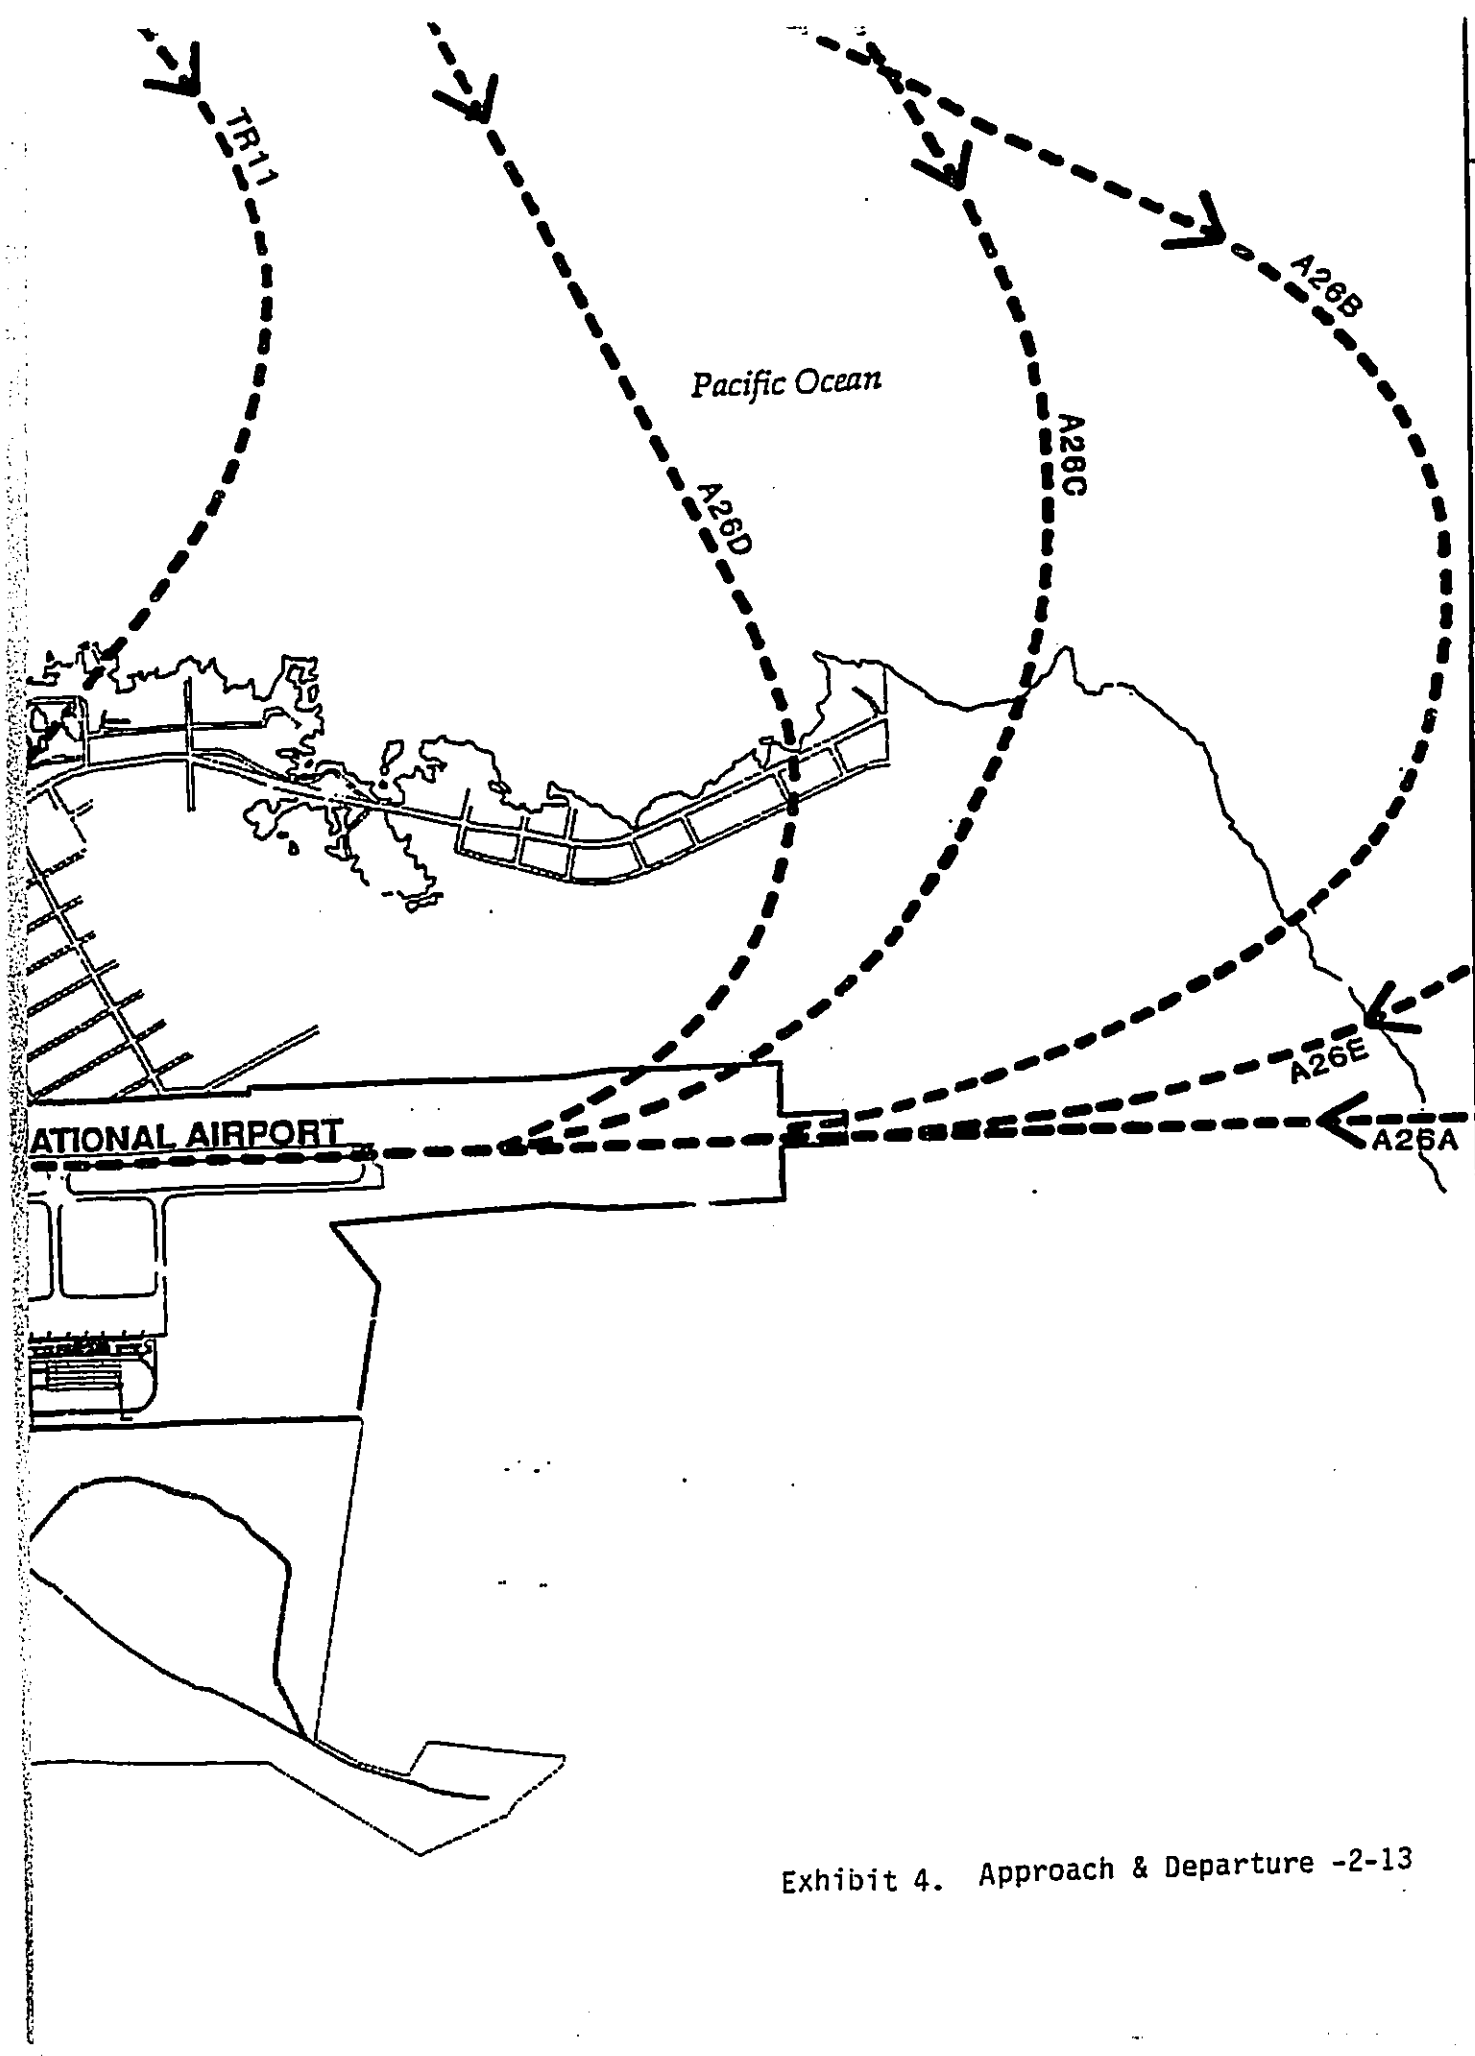 TR11
A26B
Pacific Ocean
A26C
A26D
A26E
ATIONAL AIRPORT
A26A
Exhibit 4. Approach & Departure -2-13